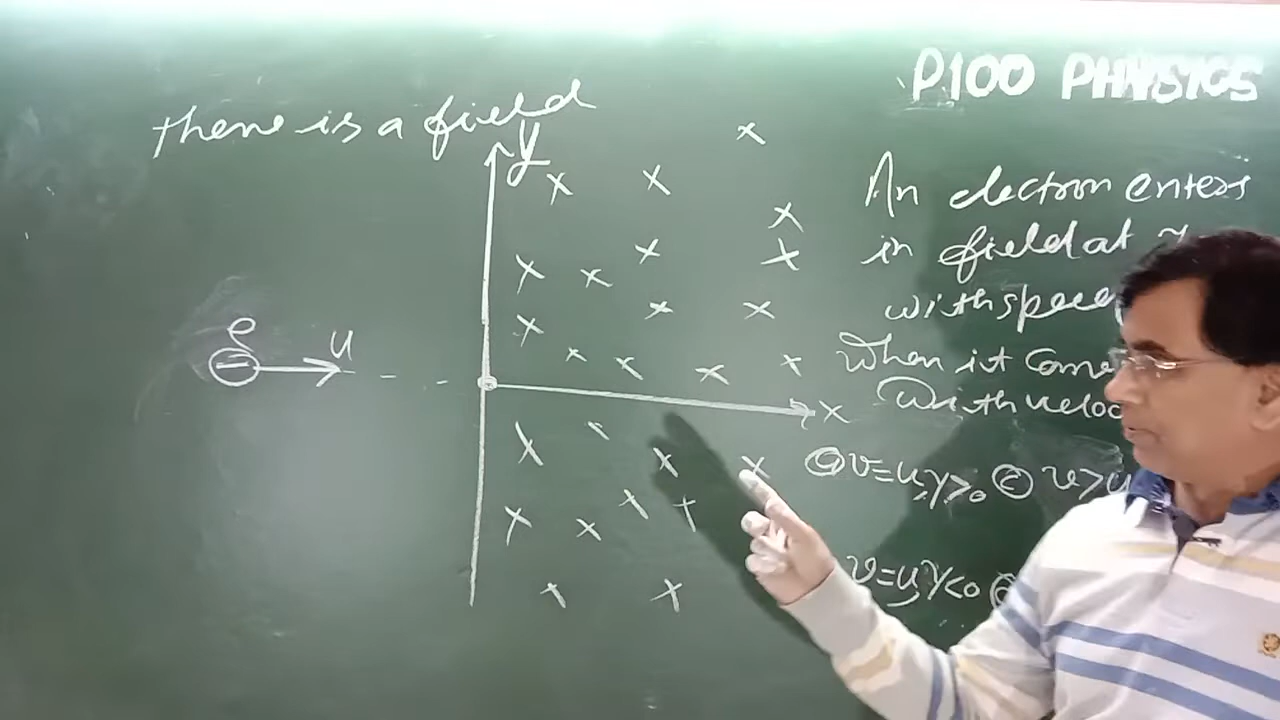 P100 PHYSICS
there is a field
y
An electron enters
in field at
with speed
When it come
With veloc
e
−
u
x
v=u, y>0 v>u
v=u, y<0